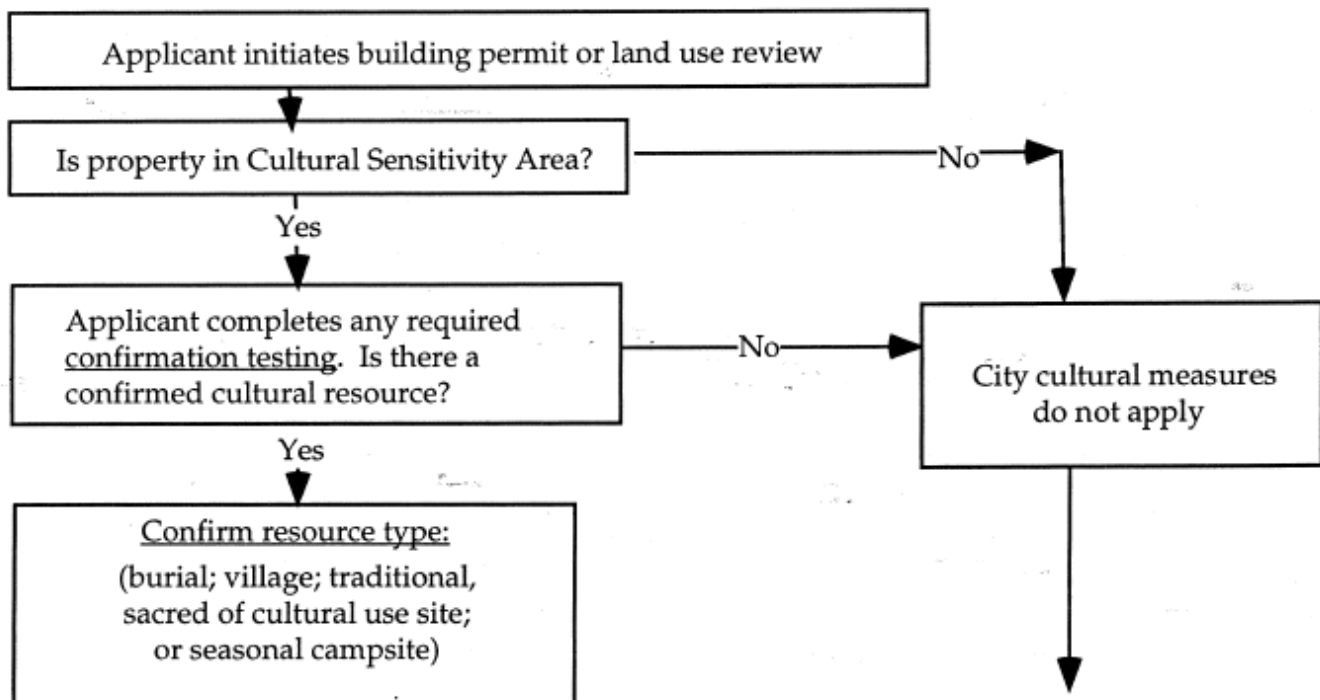 Applicant initiates building permit or land use review
Is property in Cultural Sensitivity Area?
No
Yes
Applicant completes any required
confirmation testing. Is there a
confirmed cultural resource?
No
City cultural measures
do not apply
Yes
Confirm resource type:
(burial; village; traditional,
sacred of cultural use site;
or seasonal campsite)